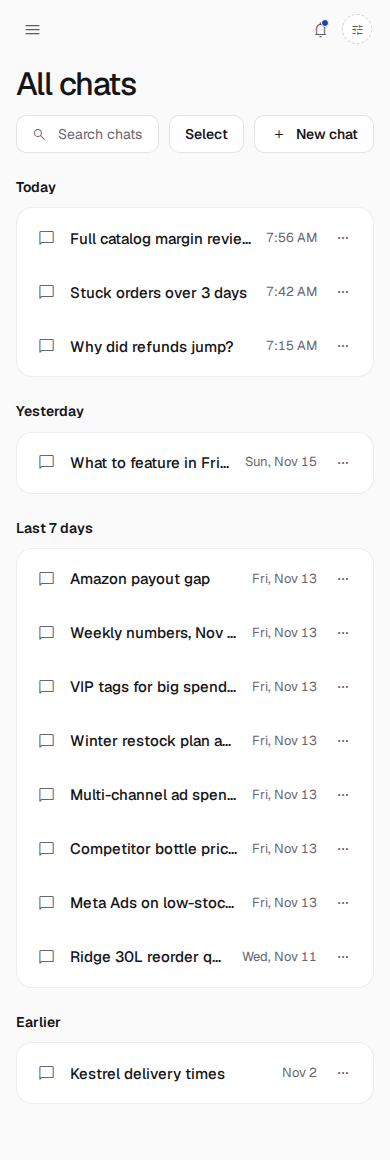 All chats
Search chats
Select
+ New chat
Today
Full catalog margin revie... 7:56 AM ...
Stuck orders over 3 days 7:42 AM ...
Why did refunds jump? 7:15 AM ...
Yesterday
What to feature in Fri... Sun, Nov 15 ...
Last 7 days
Amazon payout gap Fri, Nov 13 ...
Weekly numbers, Nov ... Fri, Nov 13 ...
VIP tags for big spend... Fri, Nov 13 ...
Winter restock plan a... Fri, Nov 13 ...
Multi-channel ad spen... Fri, Nov 13 ...
Competitor bottle pric... Fri, Nov 13 ...
Meta Ads on low-stoc... Fri, Nov 13 ...
Ridge 30L reorder q... Wed, Nov 11 ...
Earlier
Kestrel delivery times Nov 2 ...